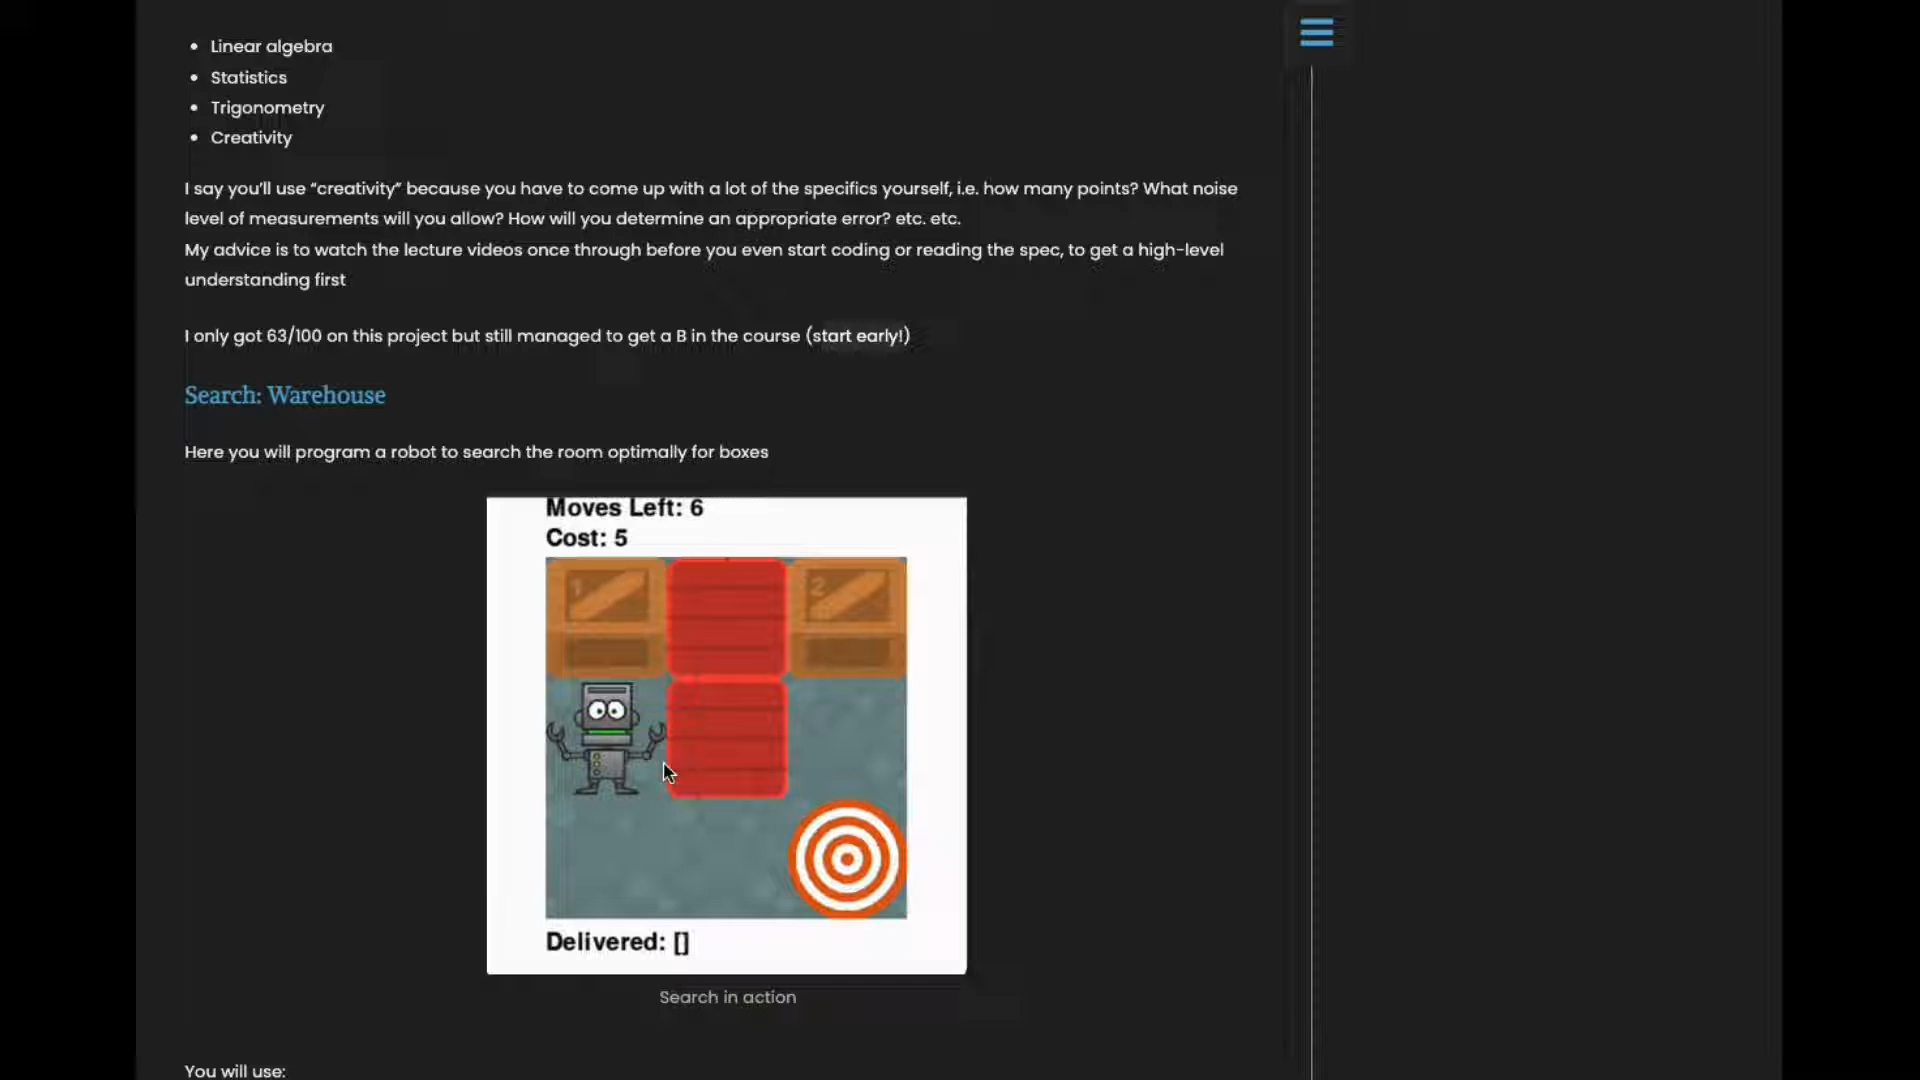 Linear algebra
Statistics
Trigonometry
Creativity
I say you'll use “creativity” because you have to come up with a lot of the specifics yourself, i.e. how many points? What noise
level of measurements will you allow? How will you determine an appropriate error? etc. etc.
My advice is to watch the lecture videos once through before you even start coding or reading the spec, to get a high-level
understanding first
I only got 63/100 on this project but still managed to get a B in the course (start early!)
Search: Warehouse
Here you will program a robot to search the room optimally for boxes
Moves Left: 6
Cost: 5
1
2
Delivered: []
Search in action
You will use: